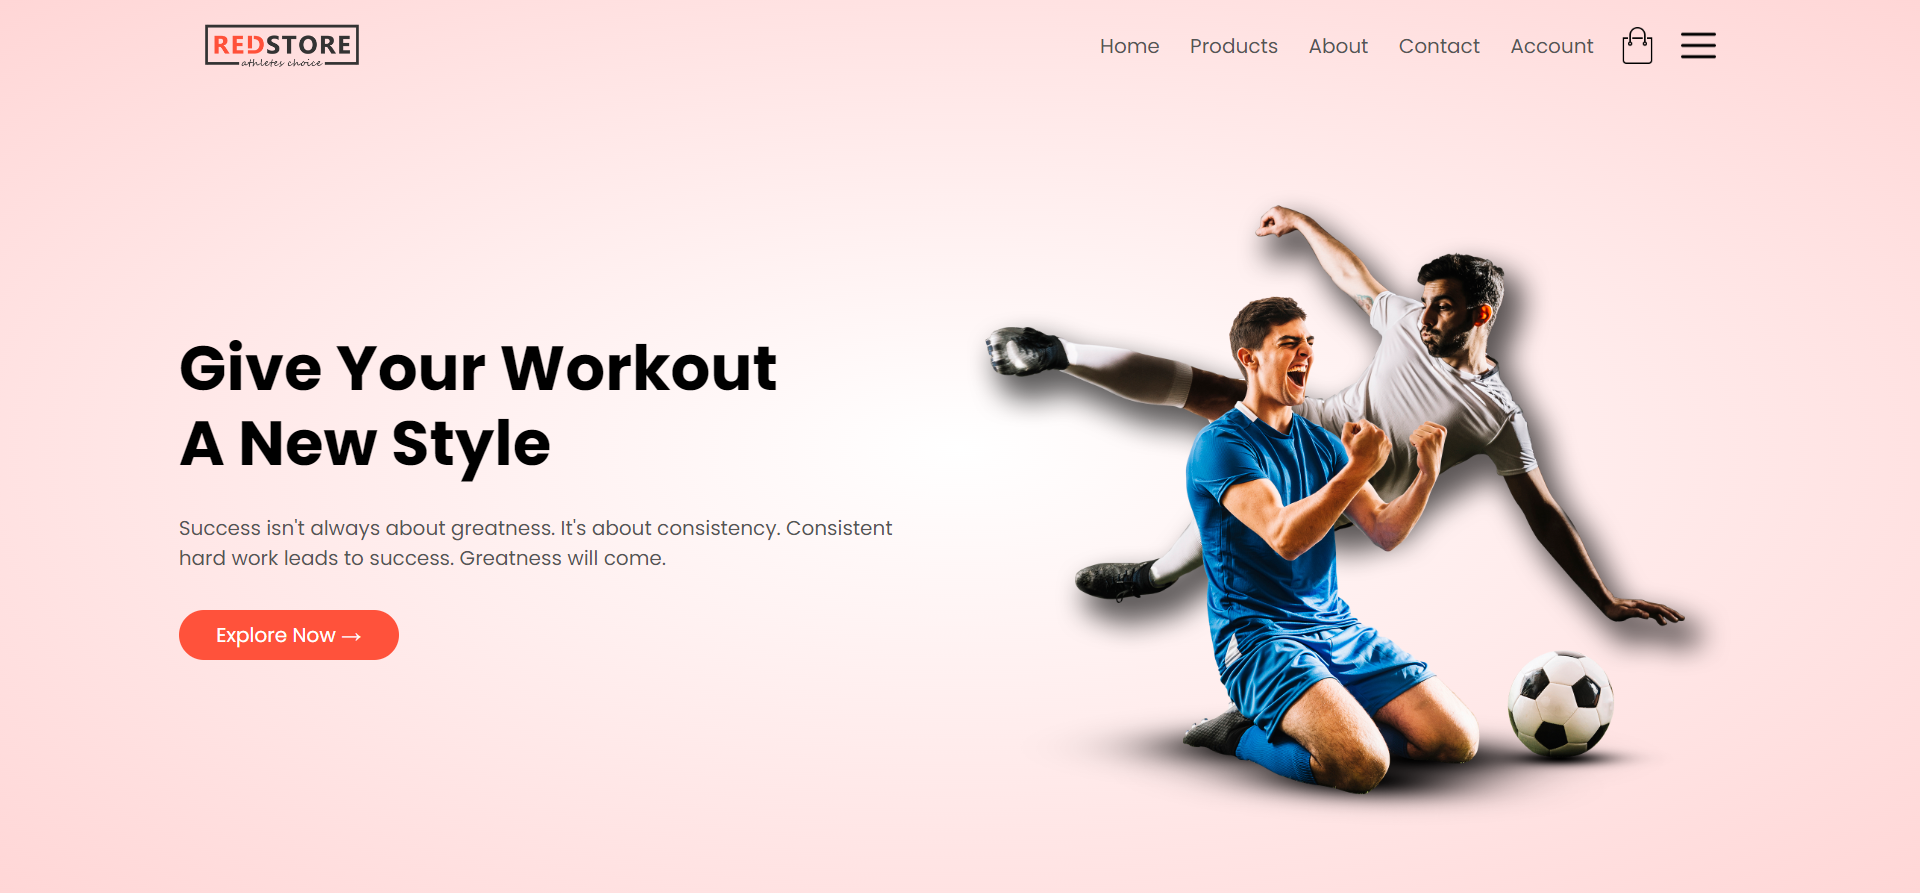 REDSTORE
athletes choice
Home Products About Contact Account
Give Your Workout
A New Style
Success isn't always about greatness. It's about consistency. Consistent
hard work leads to success. Greatness will come.
Explore Now →